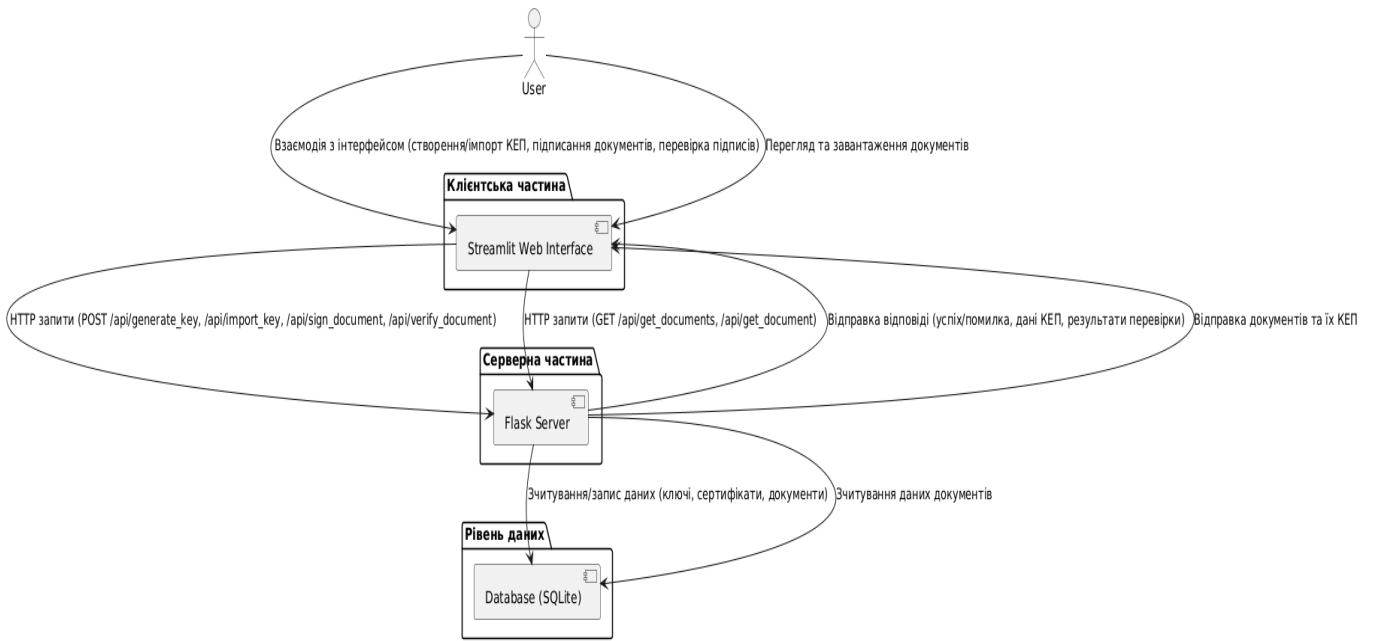 User
Взаємодія з інтерфейсом (створення/імпорт КЕП, підписання документів, перевірка підписів)
Перегляд та завантаження документів
Клієнтська частина
Streamlit Web Interface
HTTP запити (POST /api/generate_key, /api/import_key, /api/sign_document, /api/verify_document)
HTTP запити (GET /api/get_documents, /api/get_document)
Відправка відповіді (успіх/помилка, дані КЕП, результати перевірки)
Відправка документів та їх КЕП
Серверна частина
Flask Server
Зчитування/запис даних (ключі, сертифікати, документи)
Зчитування даних документів
Рівень даних
Database (SQLite)